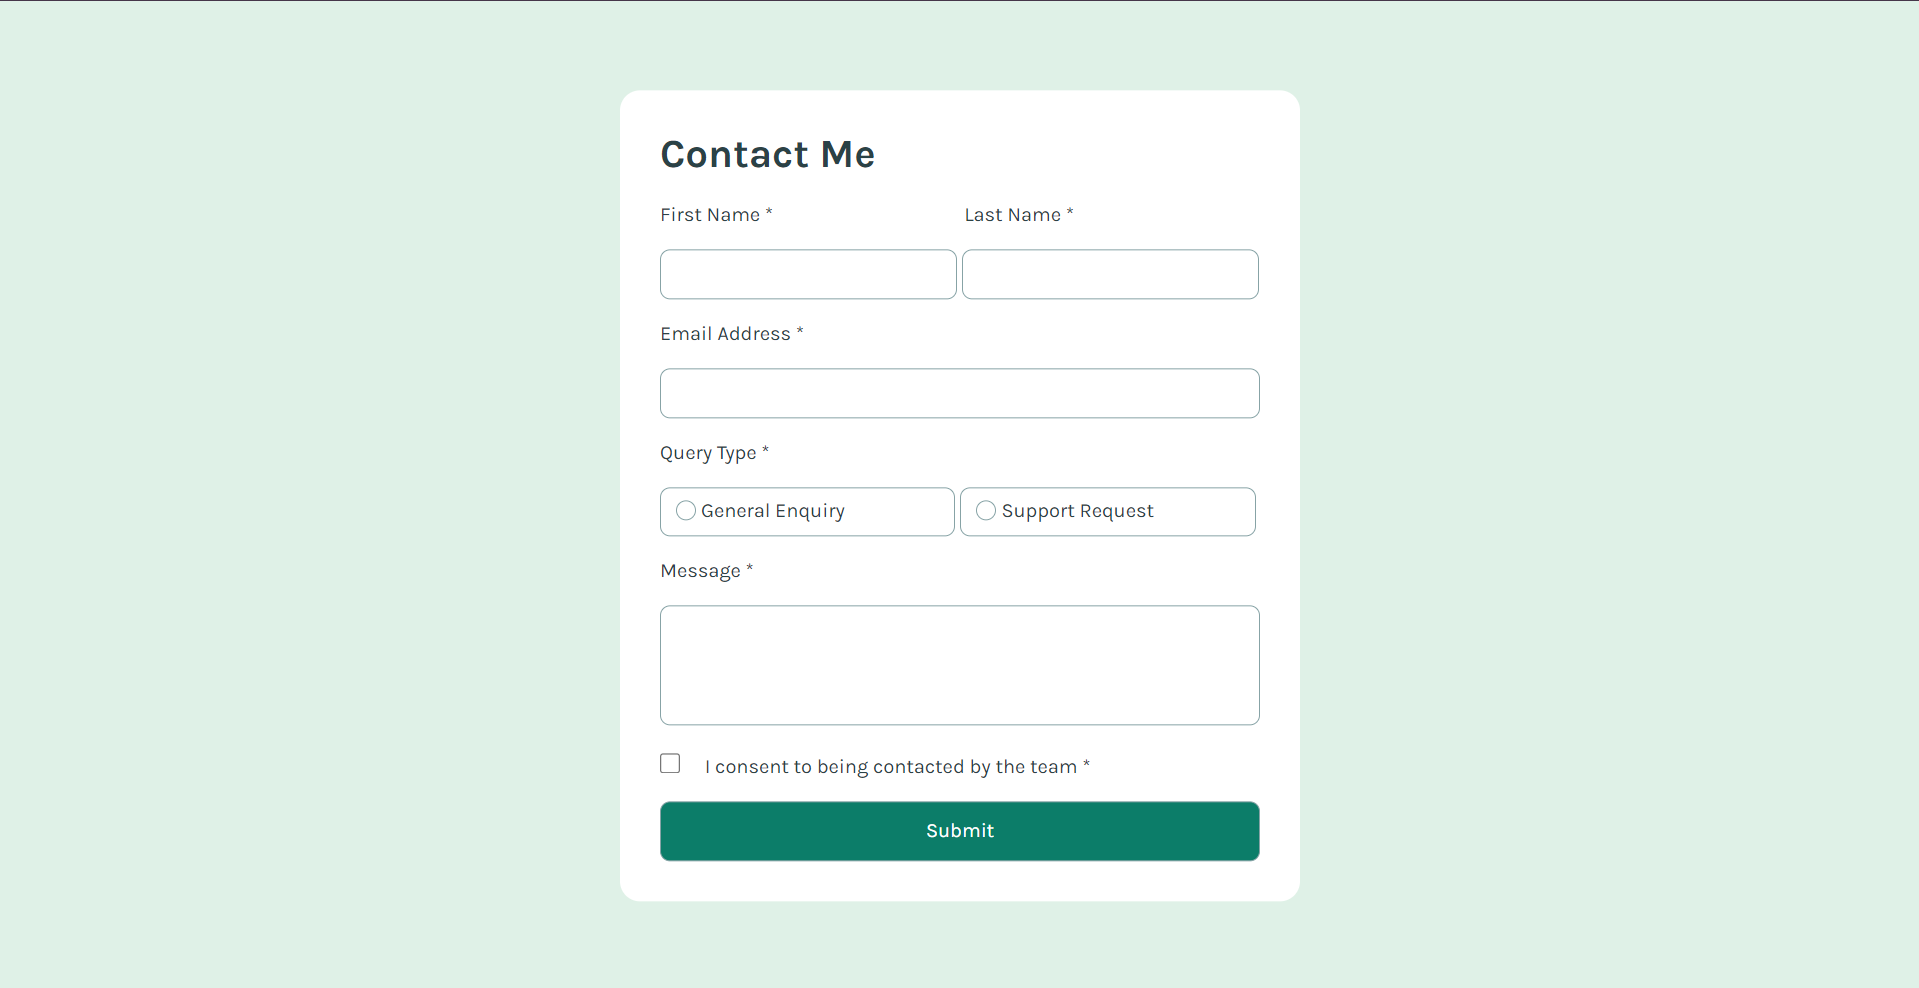 Contact Me
First Name * Last Name *
Email Address *
Query Type *
General Enquiry Support Request
Message *
I consent to being contacted by the team *
Submit